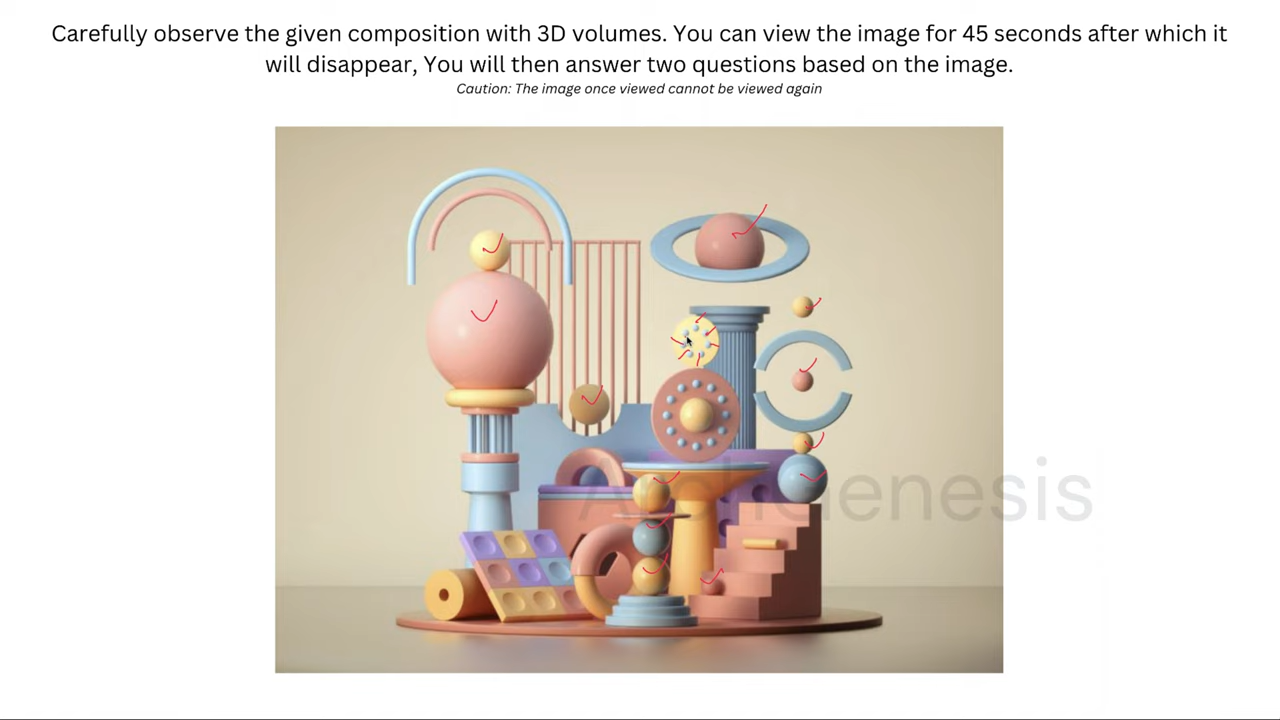 Carefully observe the given composition with 3D volumes. You can view the image for 45 seconds after which it
will disappear, You will then answer two questions based on the image.
Caution: The image once viewed cannot be viewed again
Archgenesis